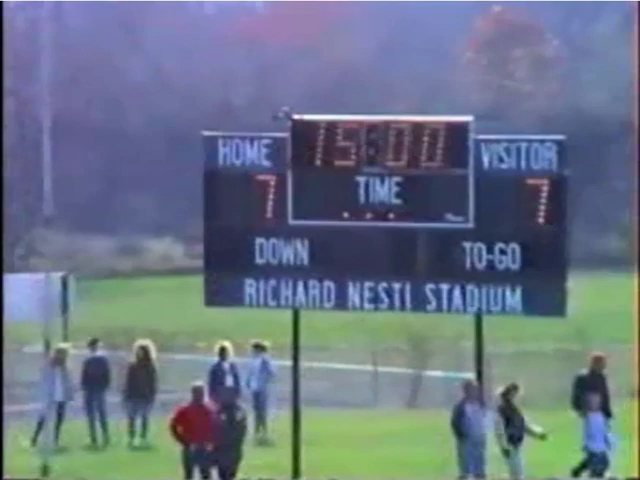 HOME 15:00 VISITOR
7 TIME 7
DOWN TO-GO
RICHARD NESTI STADIUM